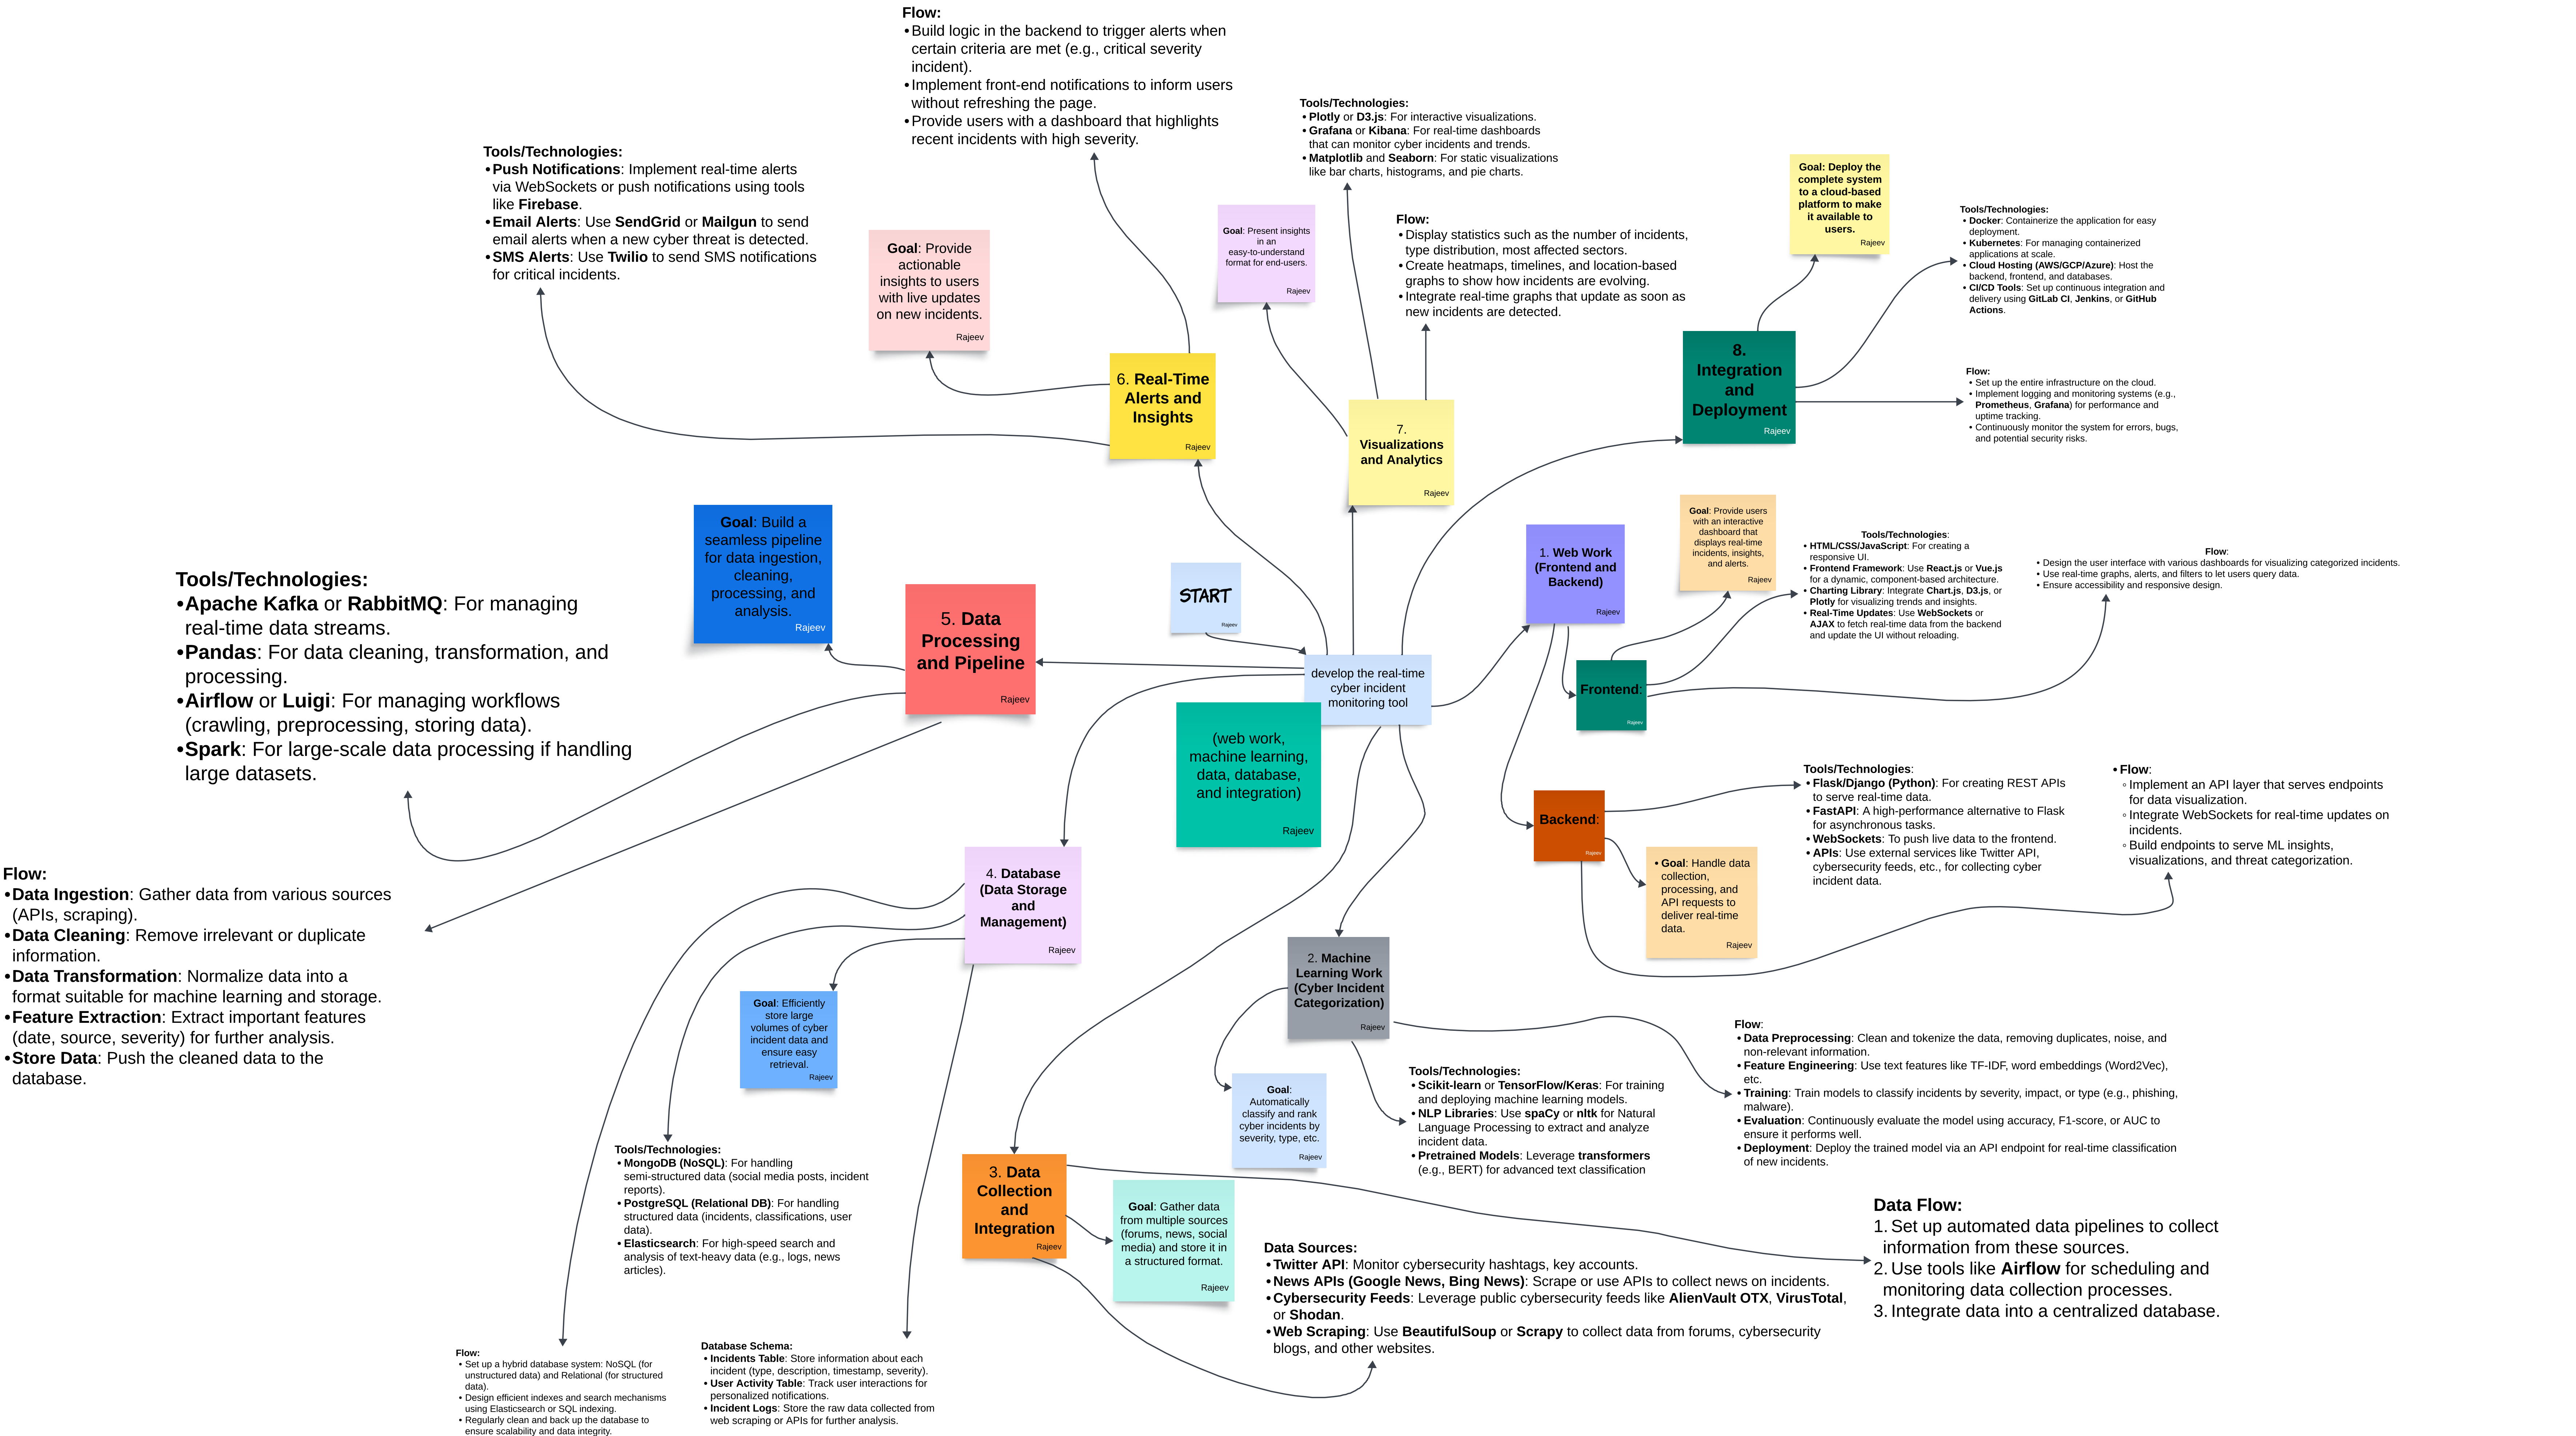 Flow:
•Build logic in the backend to trigger alerts when
certain criteria are met (e.g., critical severity
incident).
•Implement front-end notifications to inform users
without refreshing the page.
•Provide users with a dashboard that highlights
recent incidents with high severity.
Tools/Technologies:
•Push Notifications: Implement real-time alerts
via WebSockets or push notifications using tools
like Firebase.
•Email Alerts: Use SendGrid or Mailgun to send
email alerts when a new cyber threat is detected.
•SMS Alerts: Use Twilio to send SMS notifications
for critical incidents.
Goal: Provide
actionable
insights to users
with live updates
on new incidents.
Rajeev
6. Real-Time
Alerts and
Insights
Rajeev
Tools/Technologies:
•Plotly or D3.js: For interactive visualizations.
•Grafana or Kibana: For real-time dashboards
that can monitor cyber incidents and trends.
•Matplotlib and Seaborn: For static visualizations
like bar charts, histograms, and pie charts.
Goal: Present insights
in an
easy-to-understand
format for end-users.
Rajeev
Flow:
•Display statistics such as the number of incidents,
type distribution, most affected sectors.
•Create heatmaps, timelines, and location-based
graphs to show how incidents are evolving.
•Integrate real-time graphs that update as soon as
new incidents are detected.
7.
Visualizations
and Analytics
Rajeev
Goal: Deploy the
complete system
to a cloud-based
platform to make
it available to
users.
Rajeev
Tools/Technologies:
•Docker: Containerize the application for easy
deployment.
•Kubernetes: For managing containerized
applications at scale.
•Cloud Hosting (AWS/GCP/Azure): Host the
backend, frontend, and databases.
•CI/CD Tools: Set up continuous integration and
delivery using GitLab CI, Jenkins, or GitHub
Actions.
8.
Integration
and
Deployment
Rajeev
Flow:
•Set up the entire infrastructure on the cloud.
•Implement logging and monitoring systems (e.g.,
Prometheus, Grafana) for performance and
uptime tracking.
•Continuously monitor the system for errors, bugs,
and potential security risks.
Goal: Build a
seamless pipeline
for data ingestion,
cleaning,
processing, and
analysis.
Rajeev
Tools/Technologies:
•Apache Kafka or RabbitMQ: For managing
real-time data streams.
•Pandas: For data cleaning, transformation, and
processing.
•Airflow or Luigi: For managing workflows
(crawling, preprocessing, storing data).
•Spark: For large-scale data processing if handling
large datasets.
5. Data
Processing
and Pipeline
Rajeev
Flow:
•Data Ingestion: Gather data from various sources
(APIs, scraping).
•Data Cleaning: Remove irrelevant or duplicate
information.
•Data Transformation: Normalize data into a
format suitable for machine learning and storage.
•Feature Extraction: Extract important features
(date, source, severity) for further analysis.
•Store Data: Push the cleaned data to the
database.
START
Rajeev
develop the real-time
cyber incident
monitoring tool
(web work,
machine learning,
data, database,
and integration)
Rajeev
1. Web Work
(Frontend and
Backend)
Rajeev
Goal: Provide users
with an interactive
dashboard that
displays real-time
incidents, insights,
and alerts.
Rajeev
Tools/Technologies:
•HTML/CSS/JavaScript: For creating a
responsive UI.
•Frontend Framework: Use React.js or Vue.js
for a dynamic, component-based architecture.
•Charting Library: Integrate Chart.js, D3.js, or
Plotly for visualizing trends and insights.
•Real-Time Updates: Use WebSockets or
AJAX to fetch real-time data from the backend
and update the UI without reloading.
Flow:
•Design the user interface with various dashboards for visualizing categorized incidents.
•Use real-time graphs, alerts, and filters to let users query data.
•Ensure accessibility and responsive design.
Frontend:
Rajeev
Backend:
Rajeev
Tools/Technologies:
•Flask/Django (Python): For creating REST APIs
to serve real-time data.
•FastAPI: A high-performance alternative to Flask
for asynchronous tasks.
•WebSockets: To push live data to the frontend.
•APIs: Use external services like Twitter API,
cybersecurity feeds, etc., for collecting cyber
incident data.
•Flow:
◦Implement an API layer that serves endpoints
for data visualization.
◦Integrate WebSockets for real-time updates on
incidents.
◦Build endpoints to serve ML insights,
visualizations, and threat categorization.
•Goal: Handle data
collection,
processing, and
API requests to
deliver real-time
data.
Rajeev
4. Database
(Data Storage
and
Management)
Rajeev
Goal: Efficiently
store large
volumes of cyber
incident data and
ensure easy
retrieval.
Rajeev
Tools/Technologies:
•MongoDB (NoSQL): For handling
semi-structured data (social media posts, incident
reports).
•PostgreSQL (Relational DB): For handling
structured data (incidents, classifications, user
data).
•Elasticsearch: For high-speed search and
analysis of text-heavy data (e.g., logs, news
articles).
Flow:
•Set up a hybrid database system: NoSQL (for
unstructured data) and Relational (for structured
data).
•Design efficient indexes and search mechanisms
using Elasticsearch or SQL indexing.
•Regularly clean and back up the database to
ensure scalability and data integrity.
Database Schema:
•Incidents Table: Store information about each
incident (type, description, timestamp, severity).
•User Activity Table: Track user interactions for
personalized notifications.
•Incident Logs: Store the raw data collected from
web scraping or APIs for further analysis.
2. Machine
Learning Work
(Cyber Incident
Categorization)
Rajeev
Goal:
Automatically
classify and rank
cyber incidents by
severity, type, etc.
Rajeev
Tools/Technologies:
•Scikit-learn or TensorFlow/Keras: For training
and deploying machine learning models.
•NLP Libraries: Use spaCy or nltk for Natural
Language Processing to extract and analyze
incident data.
•Pretrained Models: Leverage transformers
(e.g., BERT) for advanced text classification
Flow:
•Data Preprocessing: Clean and tokenize the data, removing duplicates, noise, and
non-relevant information.
•Feature Engineering: Use text features like TF-IDF, word embeddings (Word2Vec),
etc.
•Training: Train models to classify incidents by severity, impact, or type (e.g., phishing,
malware).
•Evaluation: Continuously evaluate the model using accuracy, F1-score, or AUC to
ensure it performs well.
•Deployment: Deploy the trained model via an API endpoint for real-time classification
of new incidents.
3. Data
Collection
and
Integration
Rajeev
Goal: Gather data
from multiple sources
(forums, news, social
media) and store it in
a structured format.
Rajeev
Data Sources:
•Twitter API: Monitor cybersecurity hashtags, key accounts.
•News APIs (Google News, Bing News): Scrape or use APIs to collect news on incidents.
•Cybersecurity Feeds: Leverage public cybersecurity feeds like AlienVault OTX, VirusTotal,
or Shodan.
•Web Scraping: Use BeautifulSoup or Scrapy to collect data from forums, cybersecurity
blogs, and other websites.
Data Flow:
1. Set up automated data pipelines to collect
information from these sources.
2. Use tools like Airflow for scheduling and
monitoring data collection processes.
3. Integrate data into a centralized database.